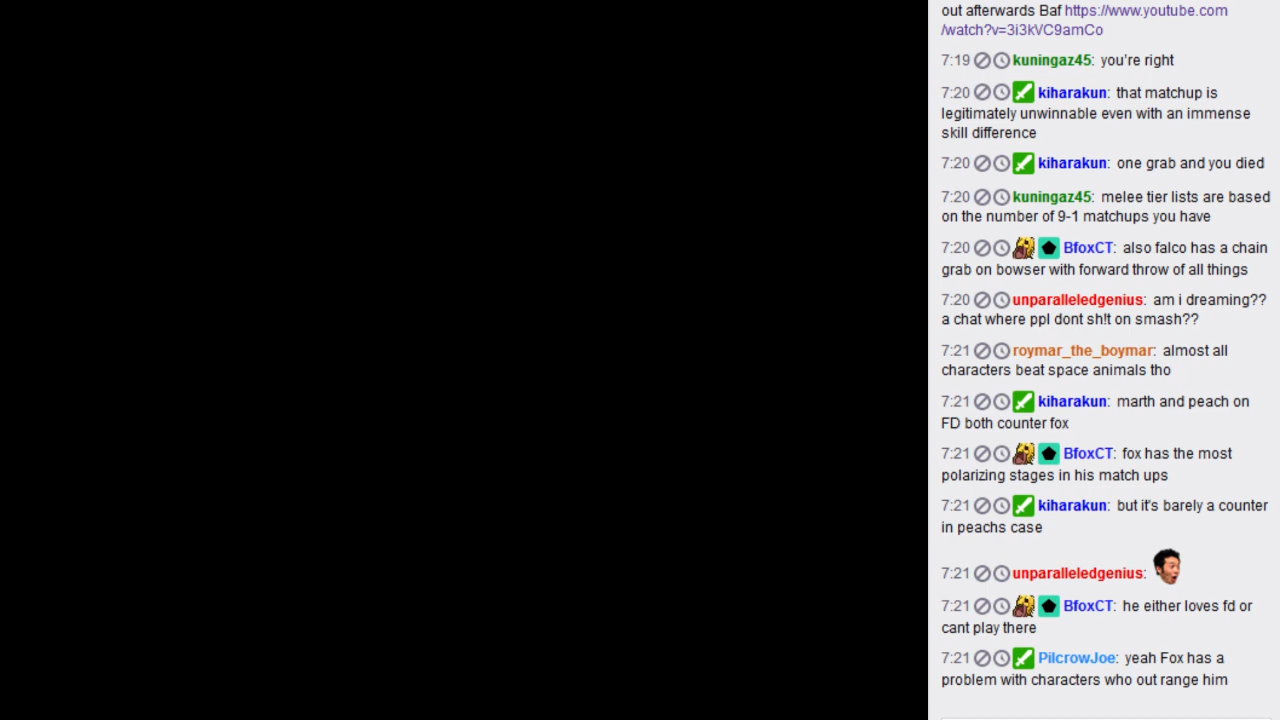 out afterwards Baf https://www.youtube.com
/watch?v=3i3kVC9amCo
7:19 kuningaz45: you're right
7:20 kiharakun: that matchup is
legitimately unwinnable even with an immense
skill difference
7:20 kiharakun: one grab and you died
7:20 kuningaz45: melee tier lists are based
on the number of 9-1 matchups you have
7:20 BfoxCT: also falco has a chain
grab on bowser with forward throw of all things
7:20 unparalleledgenius: am i dreaming??
a chat where ppl dont sh!t on smash??
7:21 roymar_the_boymar: almost all
characters beat space animals tho
7:21 kiharakun: marth and peach on
FD both counter fox
7:21 BfoxCT: fox has the most
polarizing stages in his match ups
7:21 kiharakun: but it's barely a counter
in peachs case
7:21 unparalleledgenius:
7:21 BfoxCT: he either loves fd or
cant play there
7:21 PilcrowJoe: yeah Fox has a
problem with characters who out range him